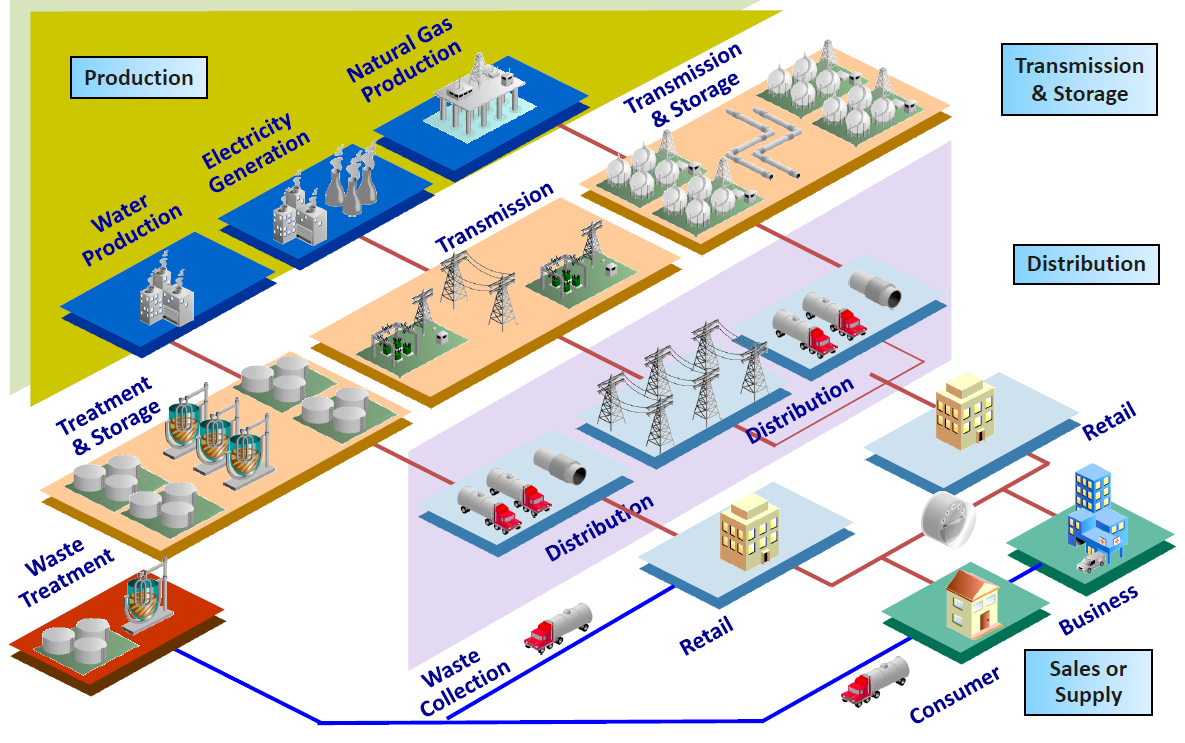 Production
Natural Gas
Production
Transmission
& Storage
Transmission
& Storage
Electricity
Generation
Water
Production
Transmission
Distribution
Treatment
& Storage
Distribution
Retail
Distribution
Waste
Treatment
Retail
Business
Waste
Collection
Consumer
Sales or
Supply